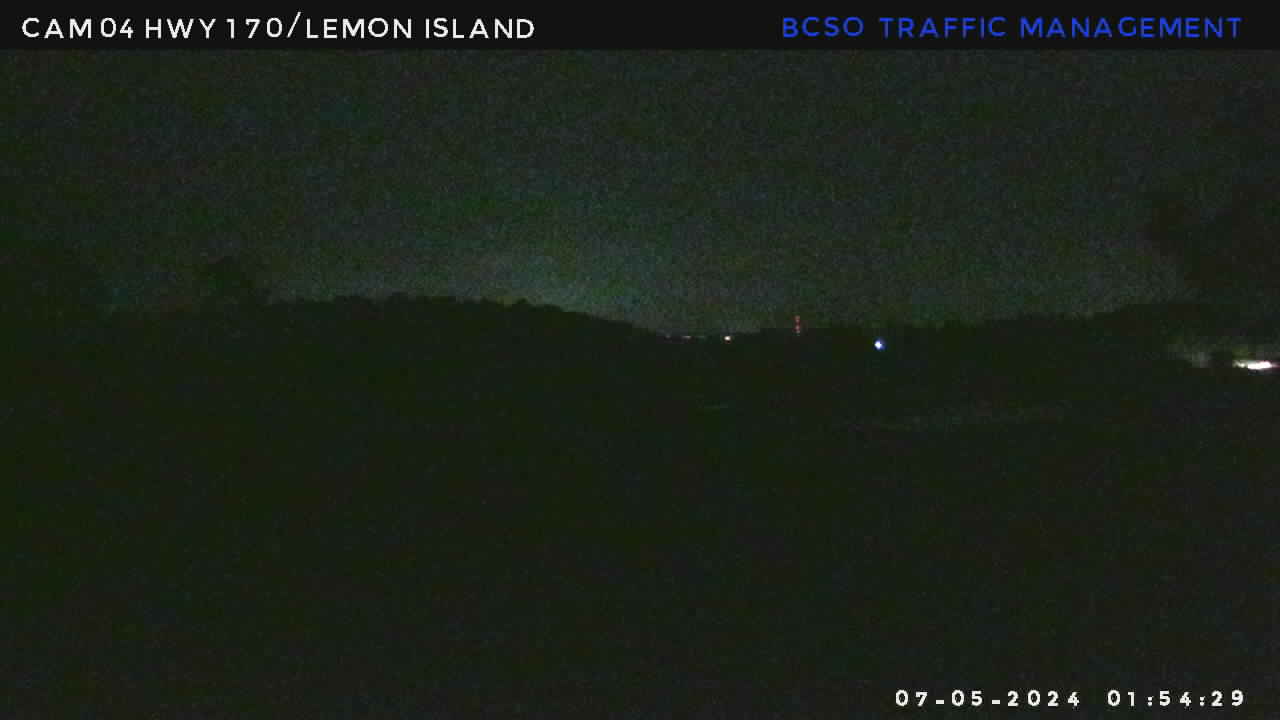 CAM04 HWY 170/LEMON ISLAND
BCSO TRAFFIC MANAGEMENT
07-05-2024 01:54:29